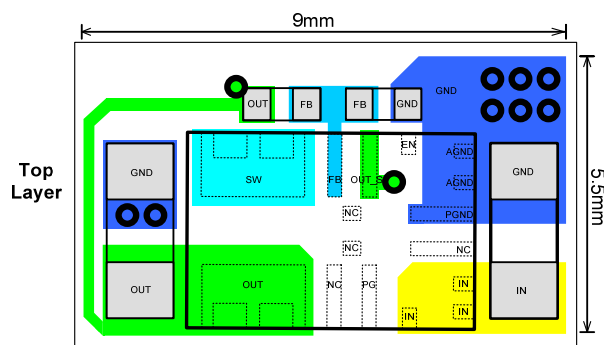 9mm
GND
OUT
FB
FB
GND
EN
AGND
GND
GND
Top
Layer
SW
FB
OUT_S
AGND
5.5mm
NC
PGND
NC
NC
OUT
OUT
NC
PG
IN
IN
IN
IN